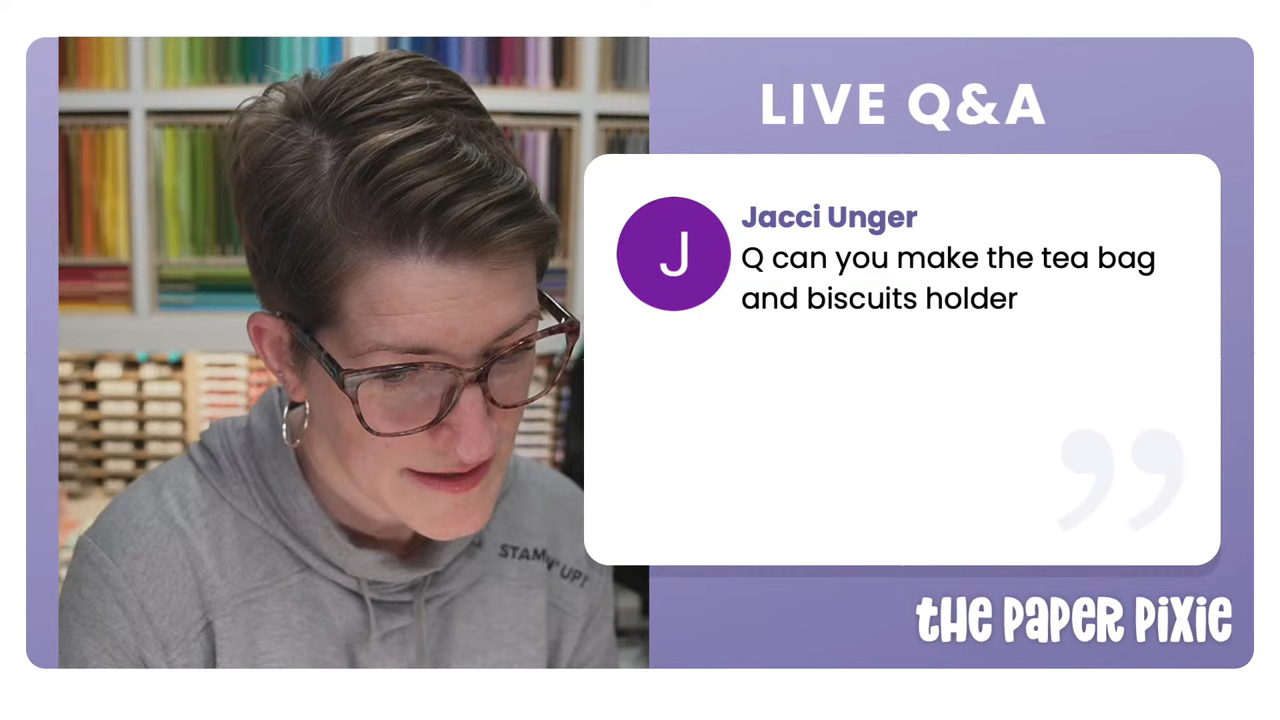 LIVE Q&A
J
Jacci Unger
Q can you make the tea bag
and biscuits holder
STAMPIN' UP!
the PAPER PIXIE